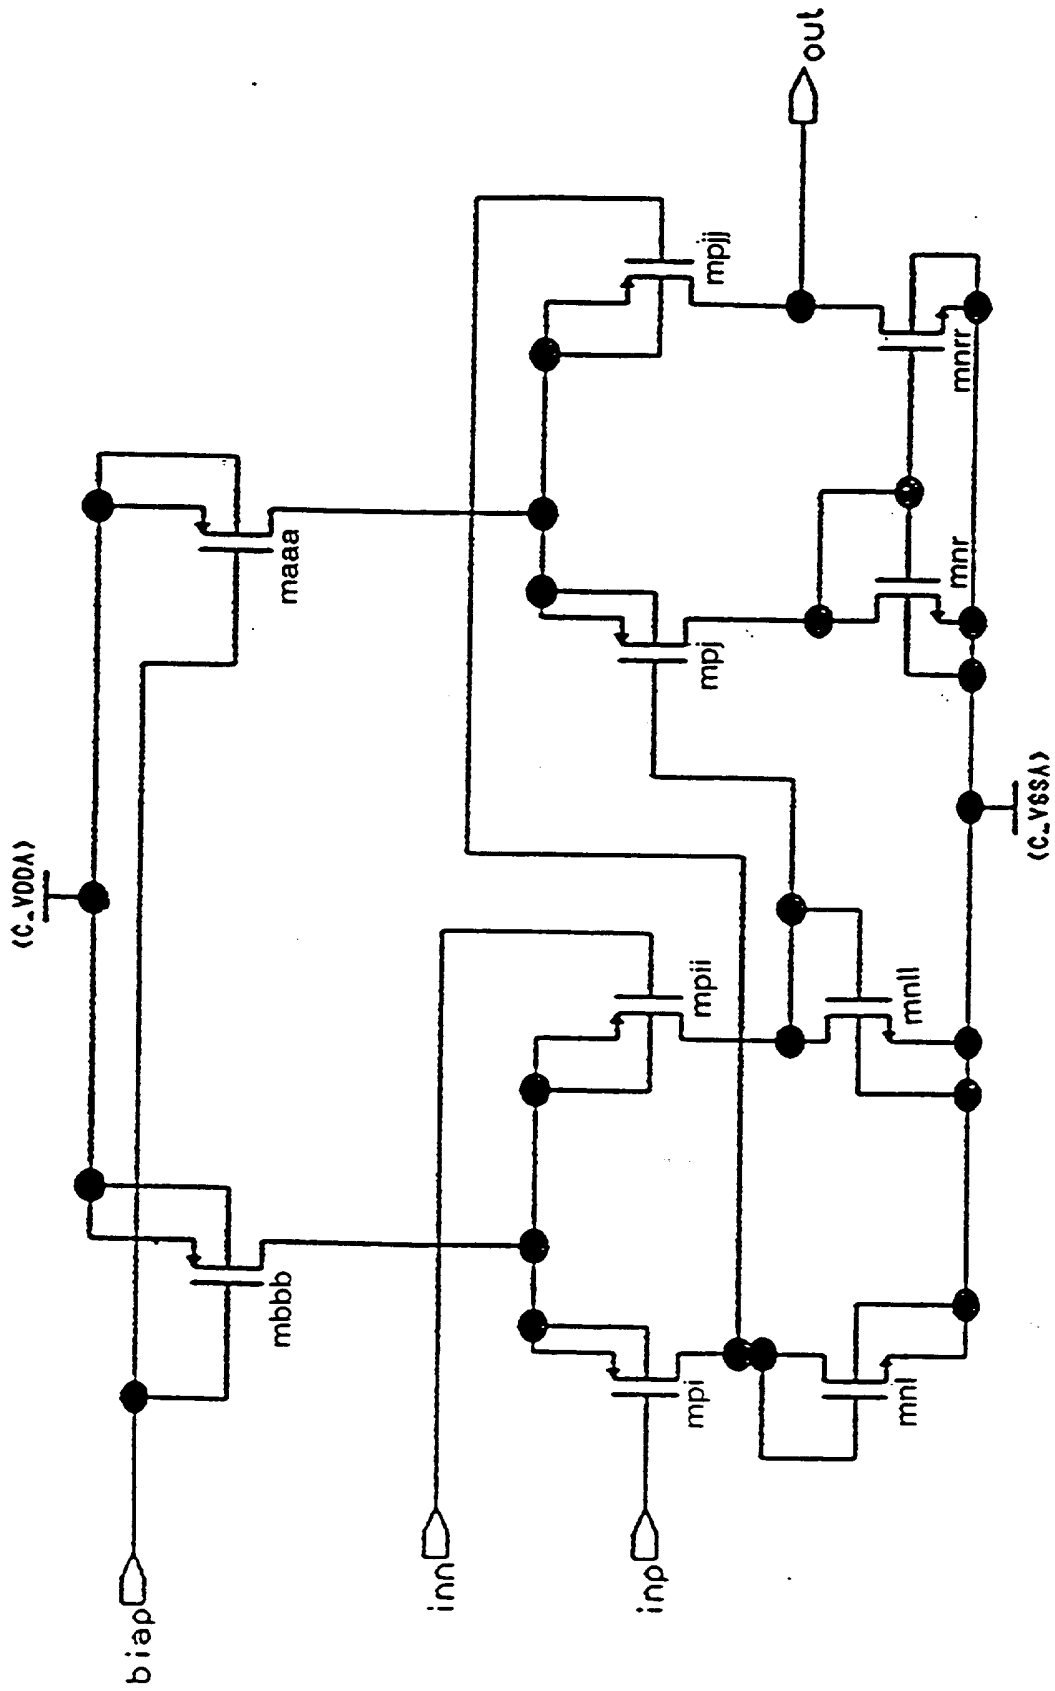 (C_VDDA)
biap
mbbb
maaa
inn
inp
mpi
mpii
mpj
mpjj
out
mnl
mnll
mnr
mnrr
(C_VSSA)